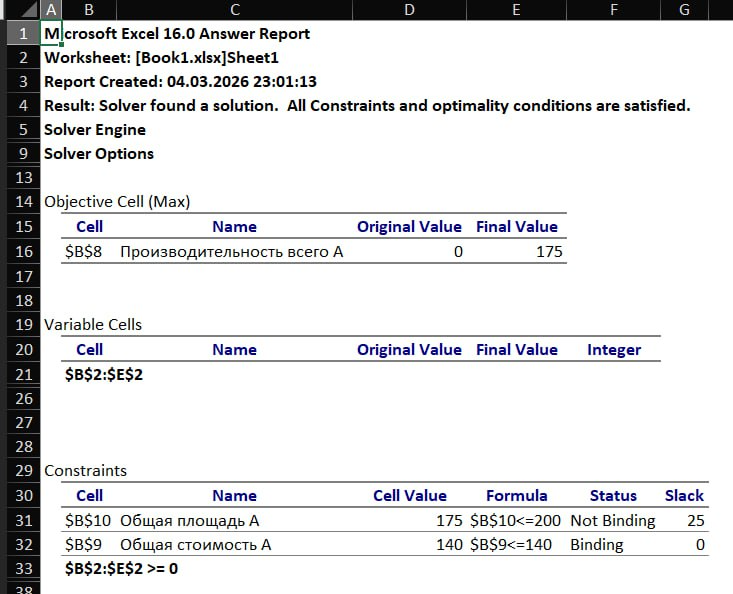 A B C D E F G
1 Microsoft Excel 16.0 Answer Report
2 Worksheet: [Book1.xlsx]Sheet1
3 Report Created: 04.03.2026 23:01:13
4 Result: Solver found a solution.  All Constraints and optimality conditions are satisfied.
5 Solver Engine
9 Solver Options
13
14 Objective Cell (Max)
15 Cell Name Original Value Final Value
16 $B$8 Производительность всего А 0 175
17
18
19 Variable Cells
20 Cell Name Original Value Final Value Integer
21 $B$2:$E$2
26
27
28
29 Constraints
30 Cell Name Cell Value Formula Status Slack
31 $B$10 Общая площадь А 175 $B$10<=200 Not Binding 25
32 $B$9 Общая стоимость А 140 $B$9<=140 Binding 0
33 $B$2:$E$2 >= 0
38